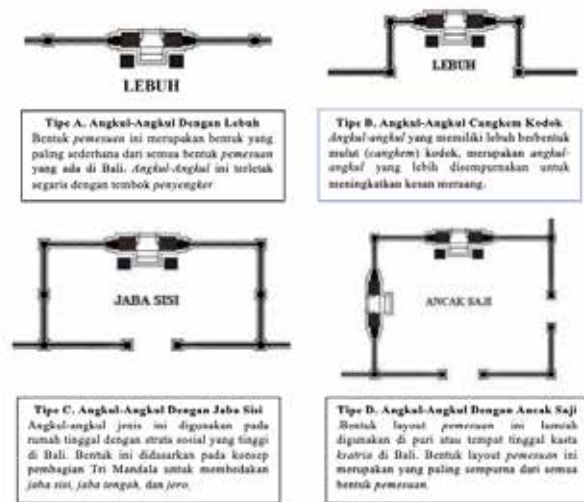 LEBUH
Tipe A. Angkul-Angkul Dengan Lebuh
Bentuk pemesuan ini merupakan bentuk yang
paling sederhana dari semua bentuk pemesuan
yang ada di Bali. Angkul-Angkul ini terletak
segaris dengan tembok penyengker
LEBUH
Tipe B. Angkul-Angkul Cangkem Kodok
Angkul-angkul yang memiliki lebuh berbentuk
mulut (cangkem) kodok, merupakan angkul-
angkul yang lebih disempurnakan untuk
meningkatkan kesan meruang.
JABA SISI
Tipe C. Angkul-Angkul Dengan Jaba Sisi
Angkul-angkul jenis ini digunakan pada
rumah tinggal dengan strata sosial yang tinggi
di Bali. Bentuk ini didasarkan pada konsep
pembagian Tri Mandala untuk membedakan
jaba sisi, jaba tengah, dan jero.
ANCAK SAJI
Tipe D. Angkul-Angkul Dengan Ancak Saji
Bentuk layout pemesuan ini lumrah
digunakan di puri atau tempat tinggal kasta
ksatria di Bali. Bentuk layout pemesuan ini
merupakan yang paling sempurna dari semua
bentuk pemesuan.